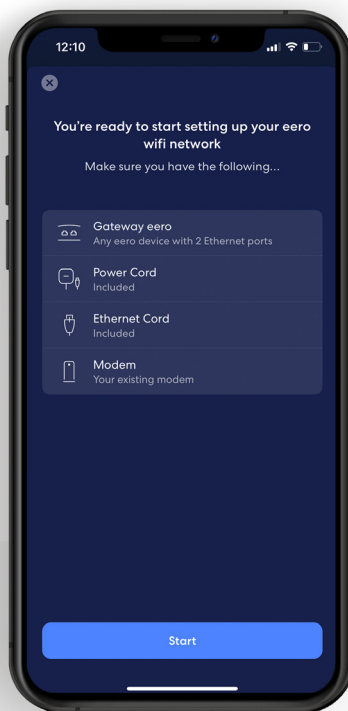 12:10
You're ready to start setting up your eero
wifi network
Make sure you have the following...
Gateway eero
Any eero device with 2 Ethernet ports
Power Cord
Included
Ethernet Cord
Included
Modem
Your existing modem
Start